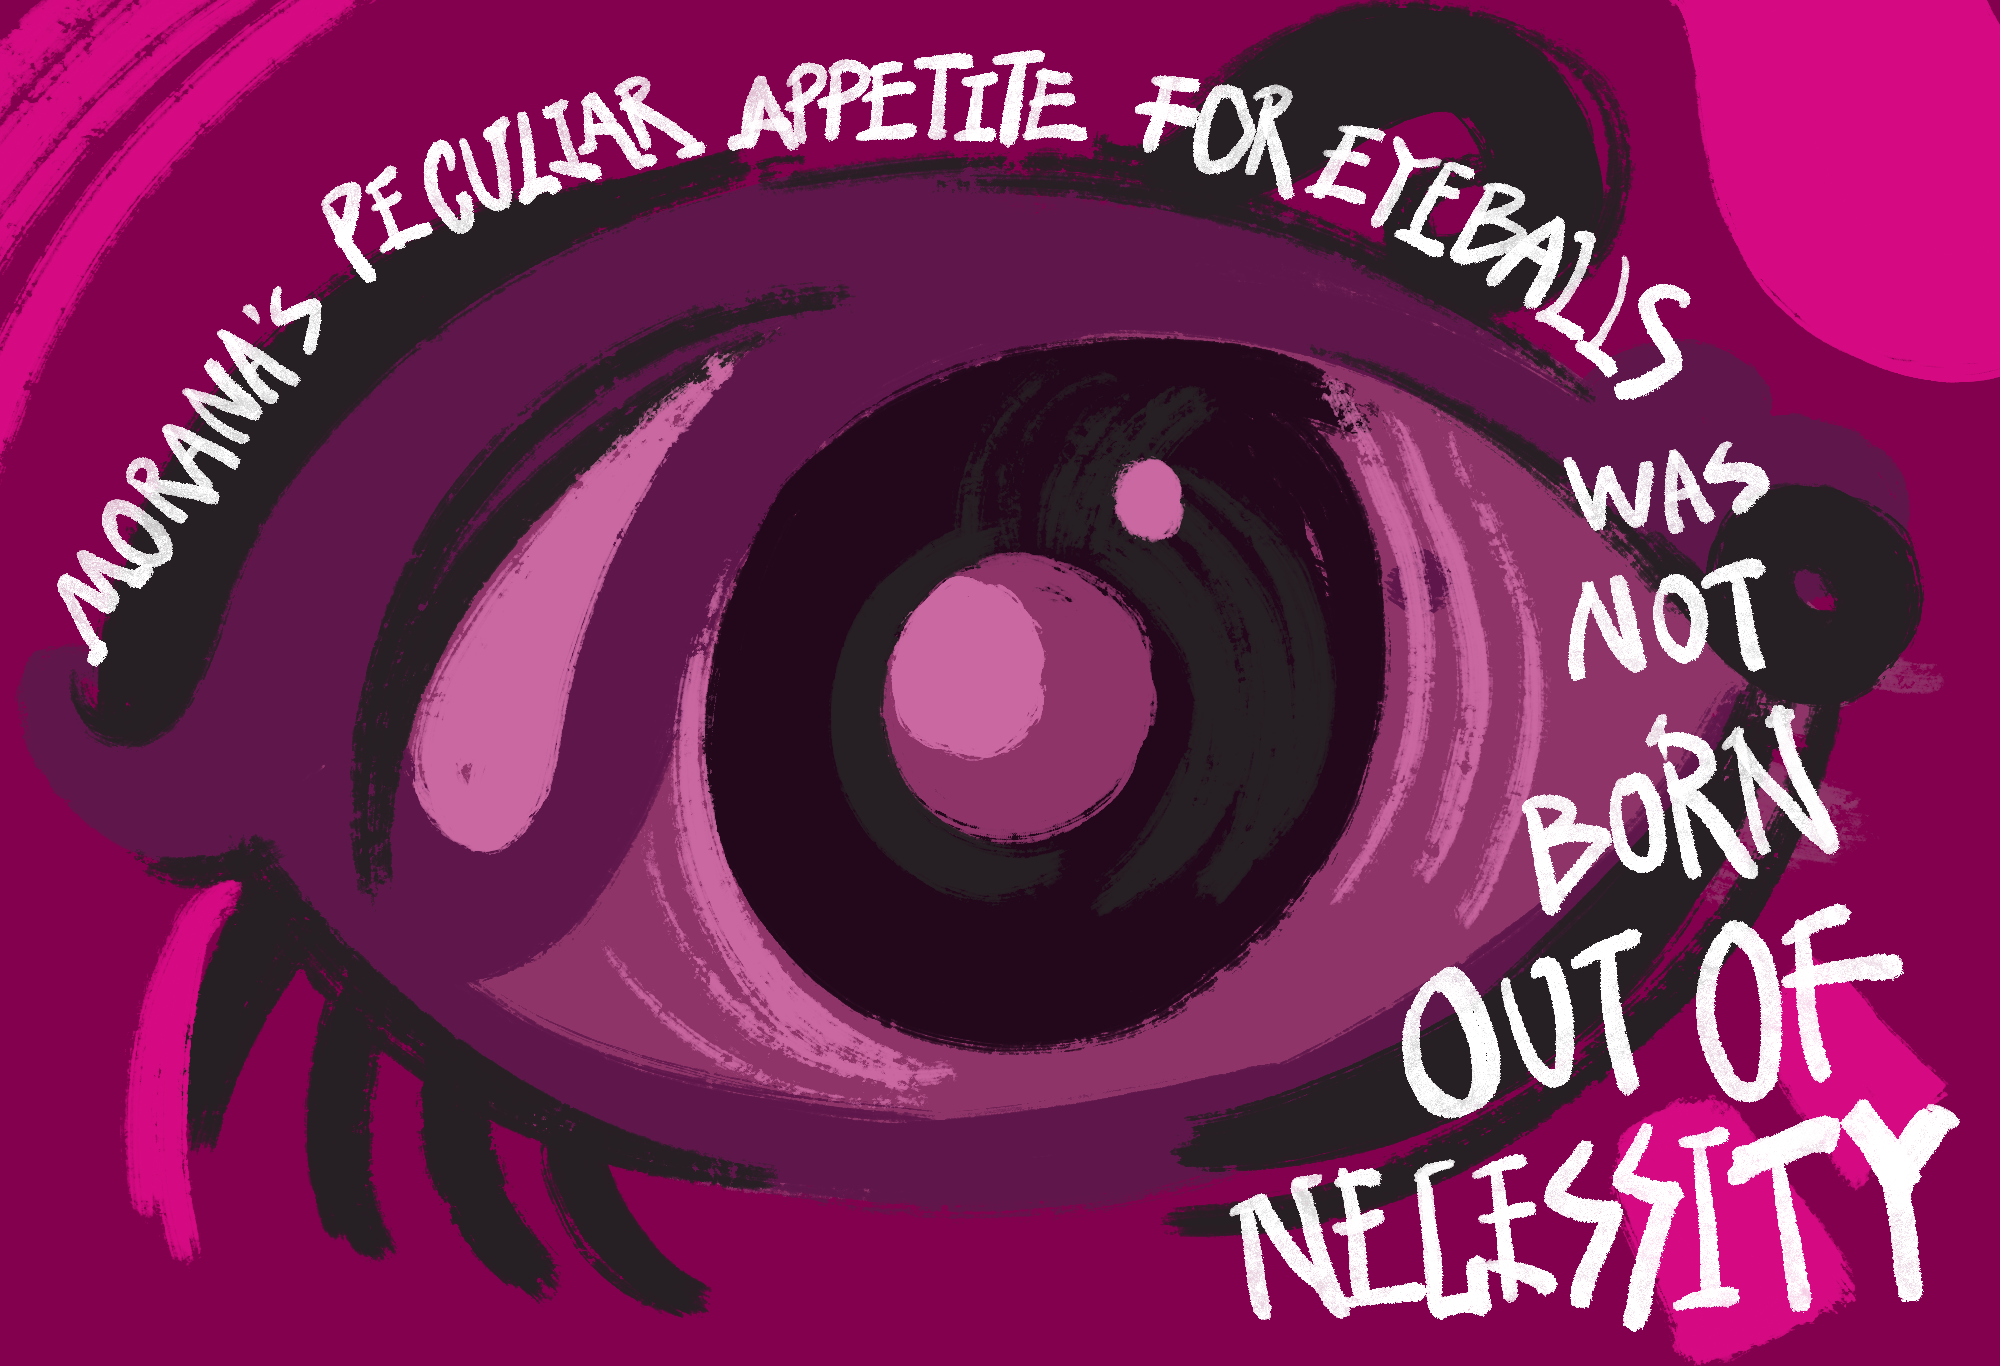 MORANA'S PECULIAR APPETITE FOR EYEBALLS
WAS
NOT
BORN
OUT OF
NECESSITY